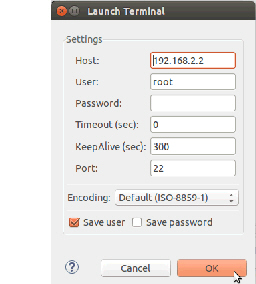 Launch Terminal
Settings
Host: 192.168.2.2
User: root
Password:
Timeout (sec): 0
KeepAlive (sec): 300
Port: 22
Encoding: Default (ISO-8859-1)
Save user Save password
? Cancel OK